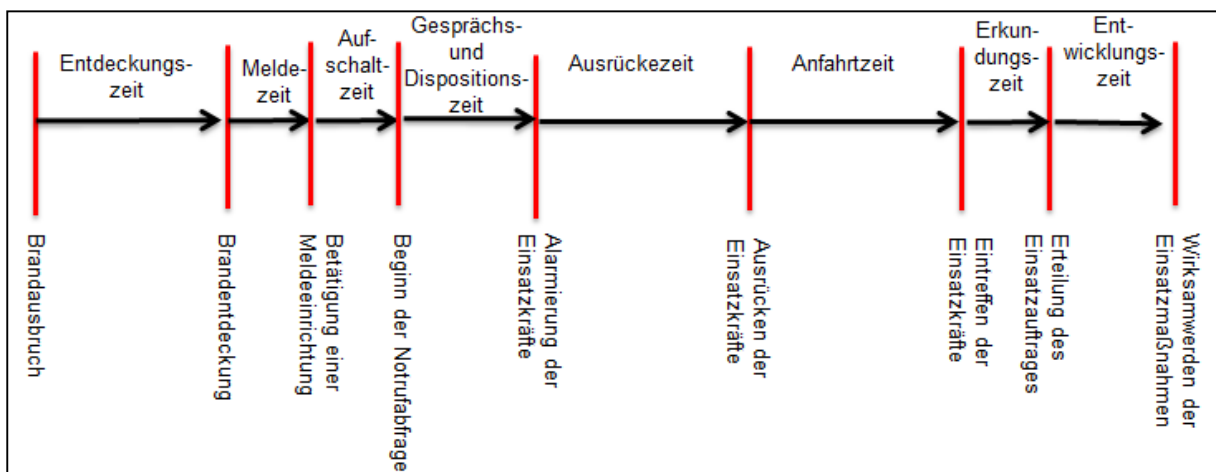 Entdeckungs-
zeit
Melde-
zeit
Auf-
schalt-
zeit
Gesprächs-
und
Dispositions-
zeit
Ausrückezeit
Anfahrtzeit
Erkun-
dungs-
zeit
Ent-
wicklungs-
zeit
Brandausbruch
Brandentdeckung
Betätigung einer
Meldeeinrichtung
Beginn der Notrufabfrage
Alarmierung der
Einsatzkräfte
Ausrücken der
Einsatzkräfte
Eintreffen der
Einsatzkräfte
Erteilung des
Einsatzauftrages
Wirksamwerden der
Einsatzmaßnahmen